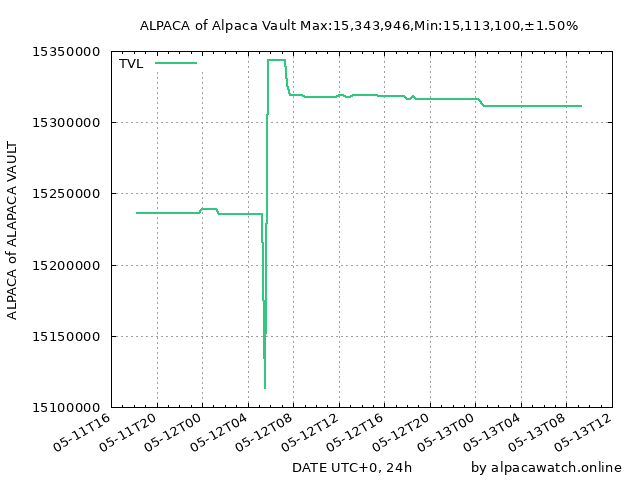 ALPACA of Alpaca Vault Max:15,343,946,Min:15,113,100,±1.50%
TVL
15350000
15300000
15250000
15200000
15150000
15100000
ALPACA of ALAPACA VAULT
05-11T16
05-11T20
05-12T00
05-12T04
05-12T08
05-12T12
05-12T16
05-12T20
05-13T00
05-13T04
05-13T08
05-13T12
DATE UTC+0, 24h
by alpacawatch.online